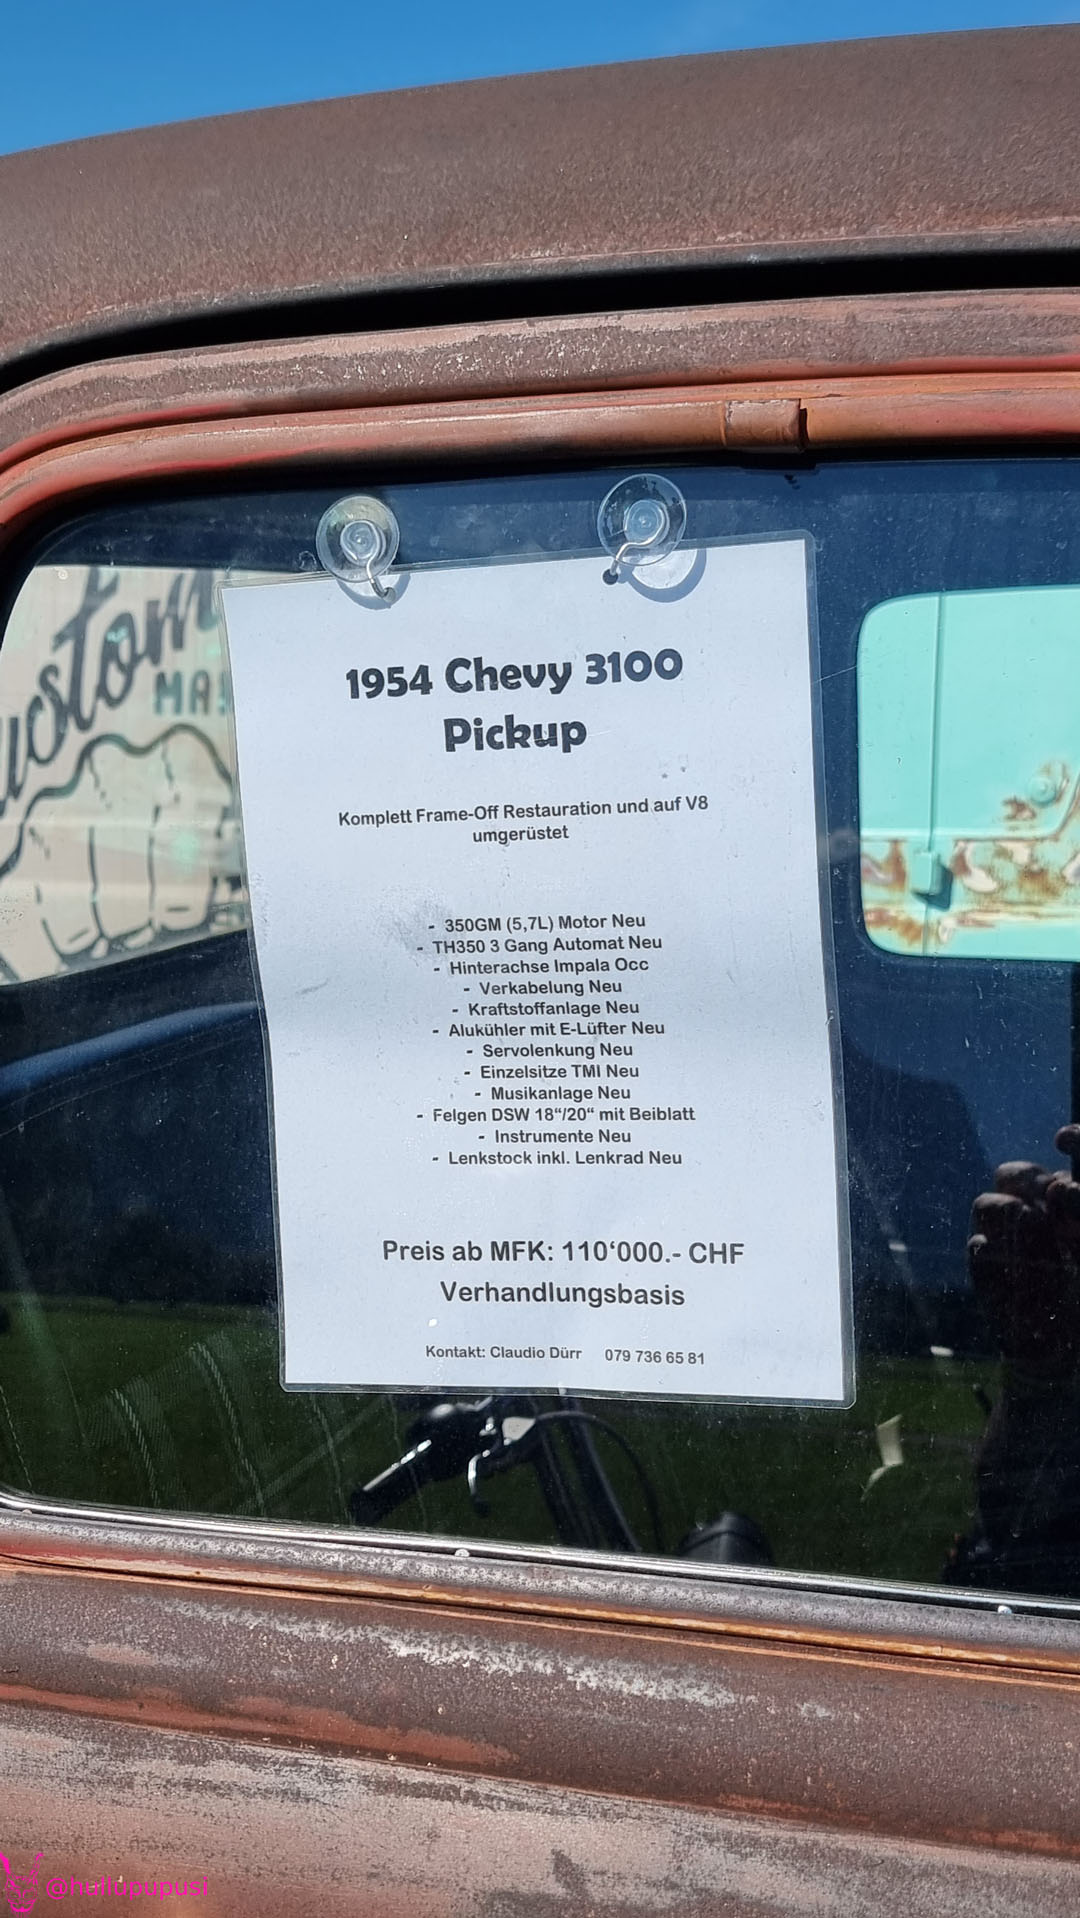 Custom
MA
1954 Chevy 3100
Pickup
Komplett Frame-Off Restauration und auf V8
umgerüstet
- 350GM (5,7L) Motor Neu
- TH350 3 Gang Automat Neu
- Hinterachse Impala Occ
- Verkabelung Neu
- Kraftstoffanlage Neu
- Alukühler mit E-Lüfter Neu
- Servolenkung Neu
- Einzelsitze TMI Neu
- Musikanlage Neu
- Felgen DSW 18“/20“ mit Beiblatt
- Instrumente Neu
- Lenkstock inkl. Lenkrad Neu
Preis ab MFK: 110‘000.- CHF
Verhandlungsbasis
Kontakt: Claudio Dürr 079 736 65 81
@hullupupusi